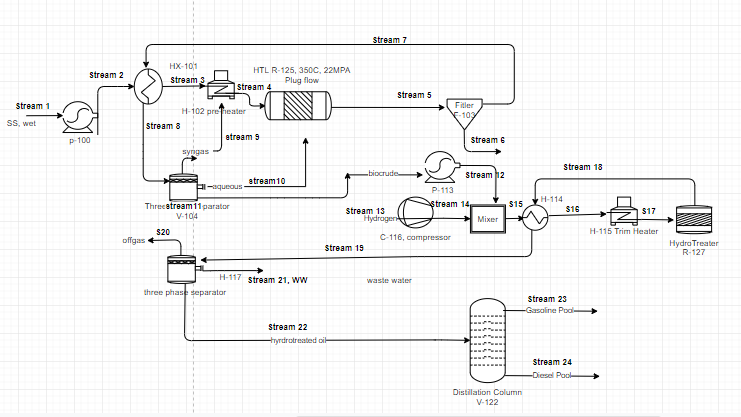 Stream 7
HX-101
HTL R-125, 350C, 22MPA
Plug flow
Stream 2
Stream 3
Stream 4
Stream 1
SS, wet
p-100
H-102 pre heater
Stream 5
Filler
F-103
Stream 8
stream 9
Stream 6
syngas
aqueous
stream10
biocrude
Stream 12
P-113
Stream 18
Three
stream11
parator
V-104
Stream 13
Hydrogen
Stream 14
C-116, compressor
Mixer
S15
H-114
S16
S17
H-115 Trim Heater
HydroTreater
R-127
S20
offgas
Stream 19
H-117
Stream 21, WW
waste water
three phase separator
Stream 22
hyrdrotreated oil
Stream 23
Gasoline Pool
Stream 24
Diesel Pool
Distillation Column
V-122